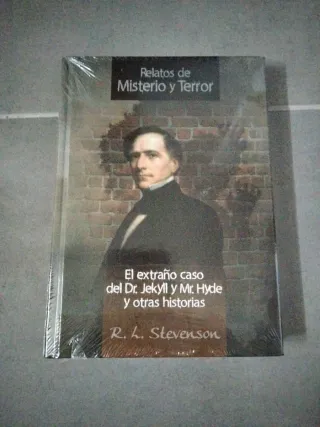 Relatos de
Misterio y Terror
El extraño caso
del Dr. Jekyll y Mr. Hyde
y otras historias
R. L. Stevenson